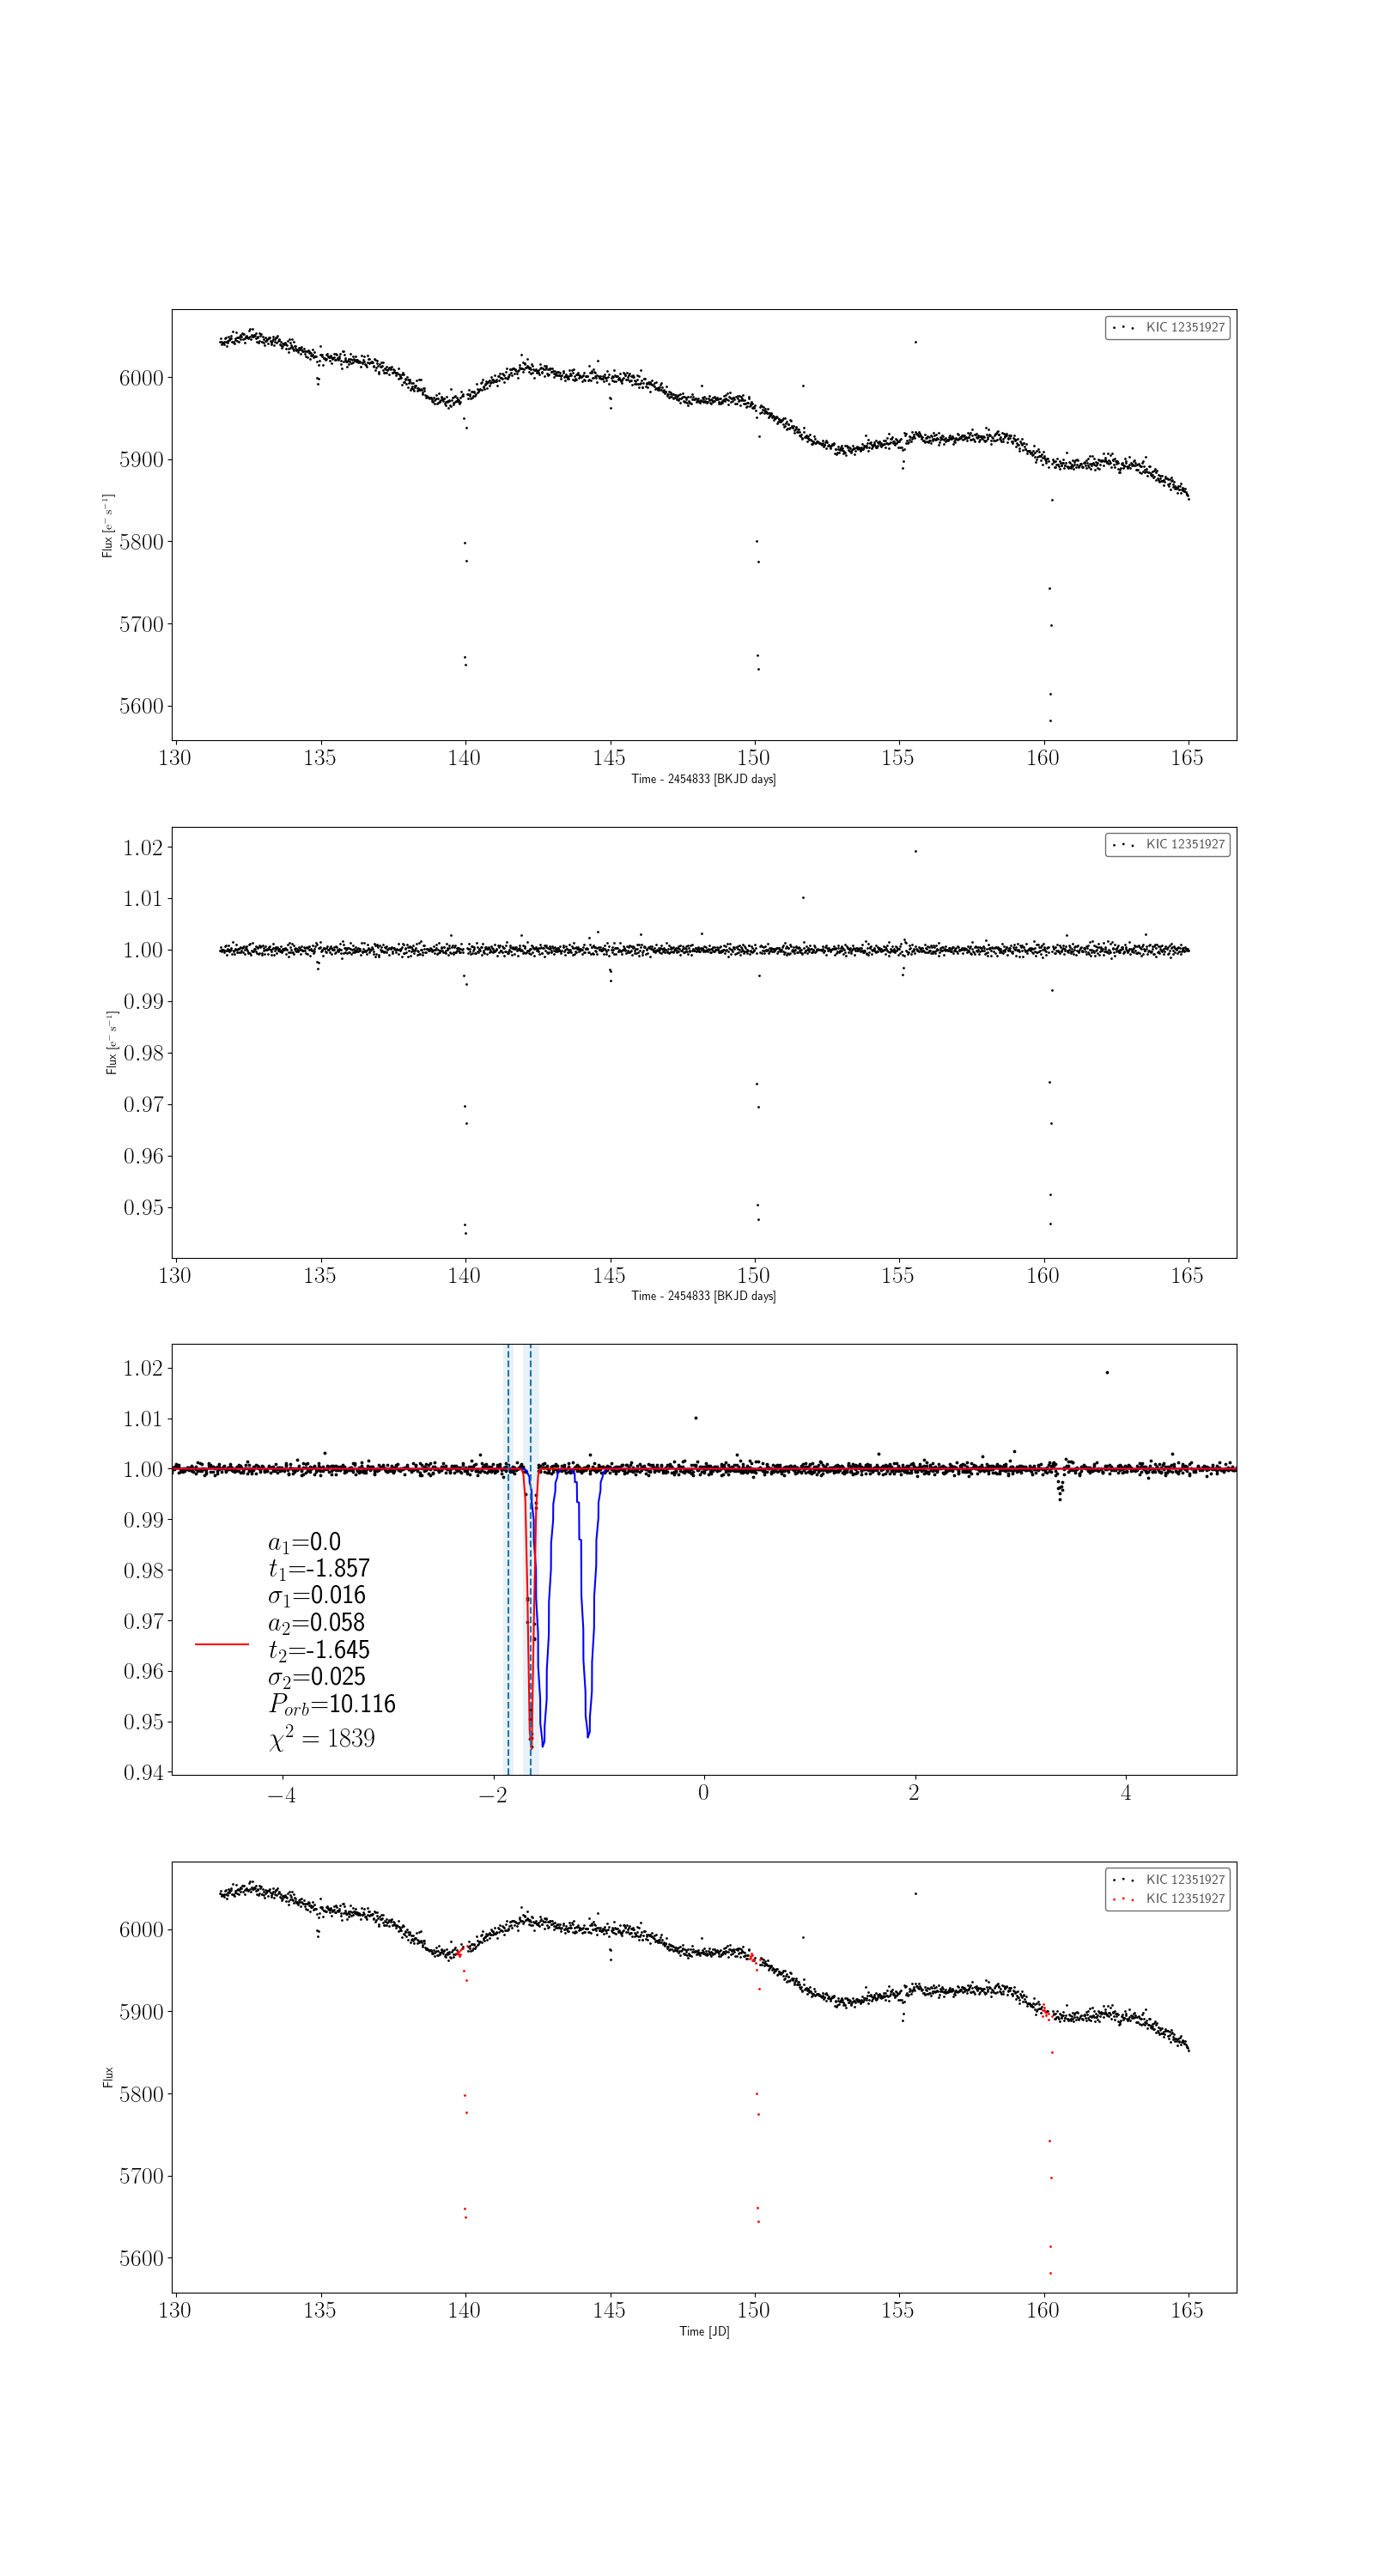 KIC 12351927
6000
5900
5800
5700
5600
Flux [e⁻ s⁻¹]
130 135 140 145 150 155 160 165
Time - 2454833 [BKJD days]
KIC 12351927
1.02
1.01
1.00
0.99
0.98
0.97
0.96
0.95
Flux [e⁻ s⁻¹]
130 135 140 145 150 155 160 165
Time - 2454833 [BKJD days]
1.02
1.01
1.00
0.99
0.98
0.97
0.96
0.95
0.94
a₁=0.0
t₁=-1.857
σ₁=0.016
a₂=0.058
t₂=-1.645
σ₂=0.025
P_orb=10.116
χ² = 1839
−4 −2 0 2 4
KIC 12351927
KIC 12351927
6000
5900
5800
5700
5600
Flux
130 135 140 145 150 155 160 165
Time [JD]